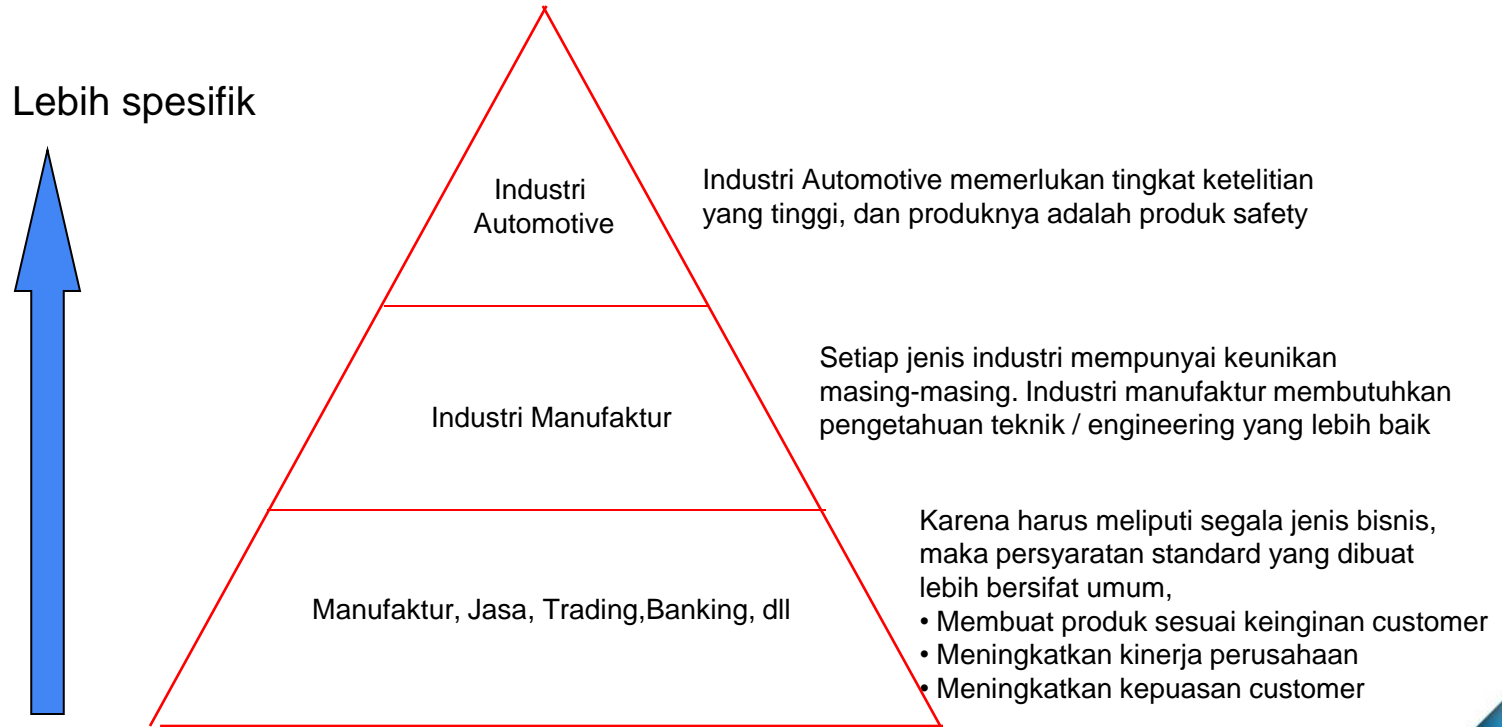 Lebih spesifik
Industri
Automotive
Industri Automotive memerlukan tingkat ketelitian
yang tinggi, dan produknya adalah produk safety
Industri Manufaktur
Setiap jenis industri mempunyai keunikan
masing-masing. Industri manufaktur membutuhkan
pengetahuan teknik / engineering yang lebih baik
Manufaktur, Jasa, Trading,Banking, dll
Karena harus meliputi segala jenis bisnis,
maka persyaratan standard yang dibuat
lebih bersifat umum,
• Membuat produk sesuai keinginan customer
• Meningkatkan kinerja perusahaan
• Meningkatkan kepuasan customer